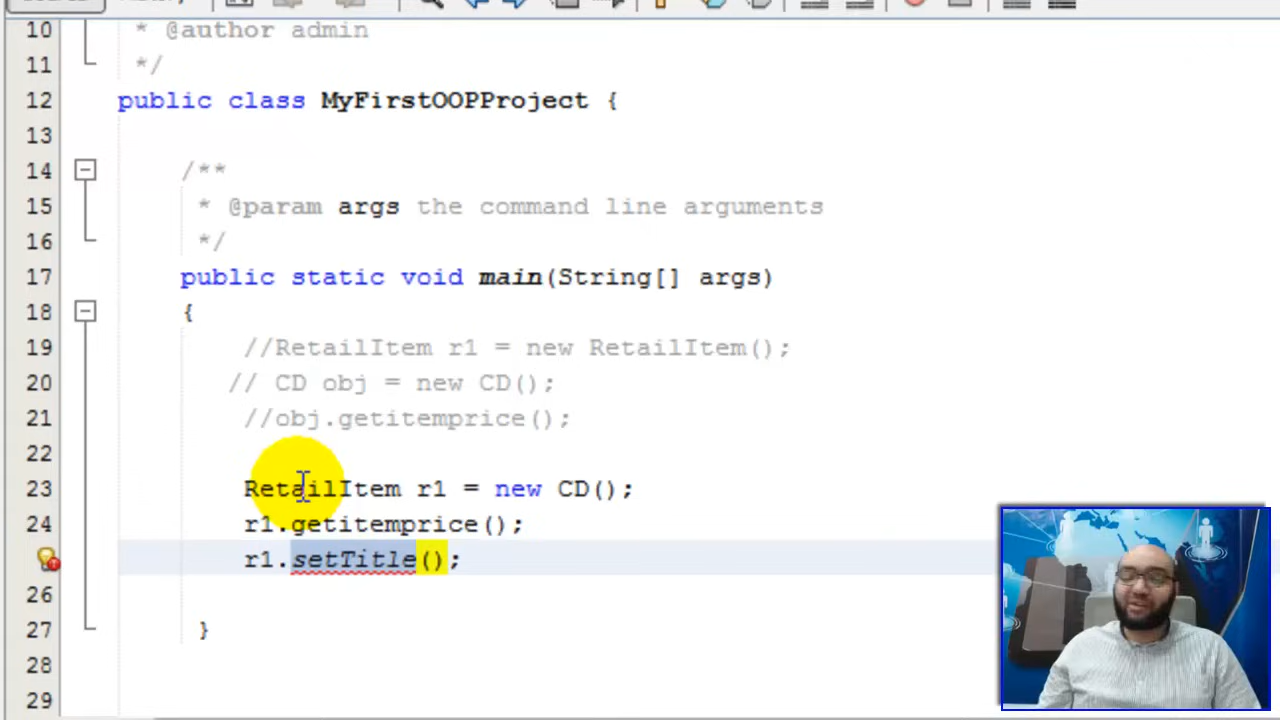 10 * @author admin
11 */
12 public class MyFirstOOPProject {
13
14 /**
15 * @param args the command line arguments
16 */
17 public static void main(String[] args)
18 {
19 //RetailItem r1 = new RetailItem();
20 // CD obj = new CD();
21 //obj.getitemprice();
22
23 RetailItem r1 = new CD();
24 r1.getitemprice();
r1.setTitle();
26
27 }
28
29